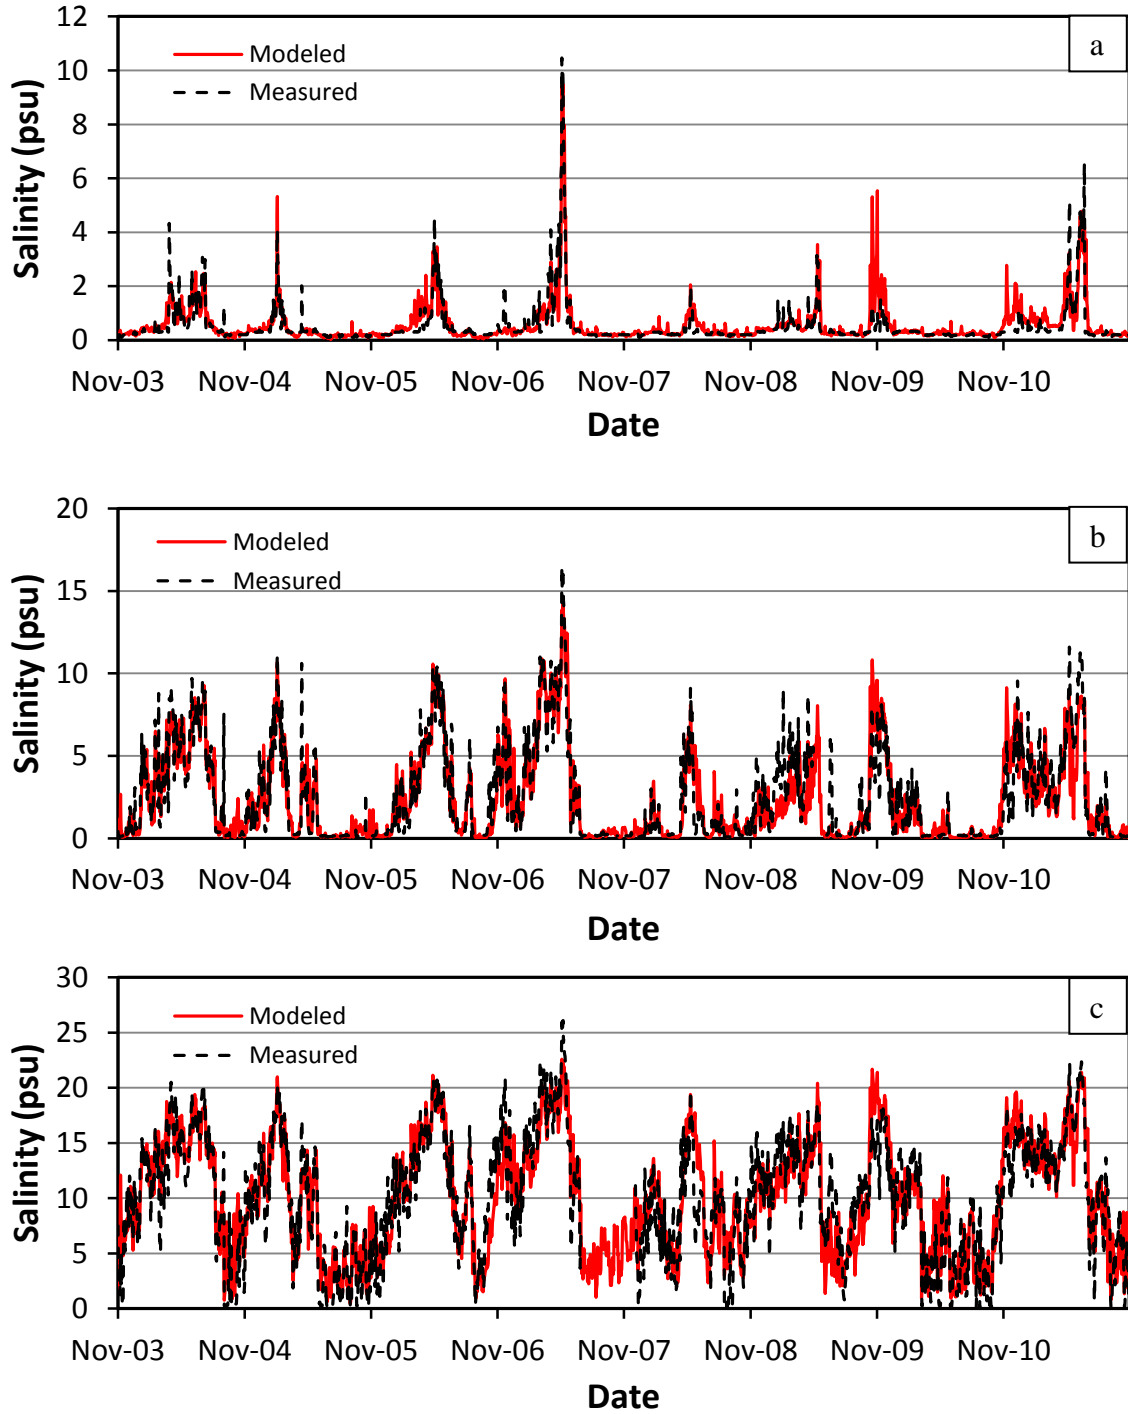 12
10
8
6
4
2
0
Salinity (psu)
Modeled
Measured
a
Nov-03 Nov-04 Nov-05 Nov-06 Nov-07 Nov-08 Nov-09 Nov-10
Date
20
15
10
5
0
Salinity (psu)
Modeled
Measured
b
Nov-03 Nov-04 Nov-05 Nov-06 Nov-07 Nov-08 Nov-09 Nov-10
Date
30
25
20
15
10
5
0
Salinity (psu)
Modeled
Measured
c
Nov-03 Nov-04 Nov-05 Nov-06 Nov-07 Nov-08 Nov-09 Nov-10
Date